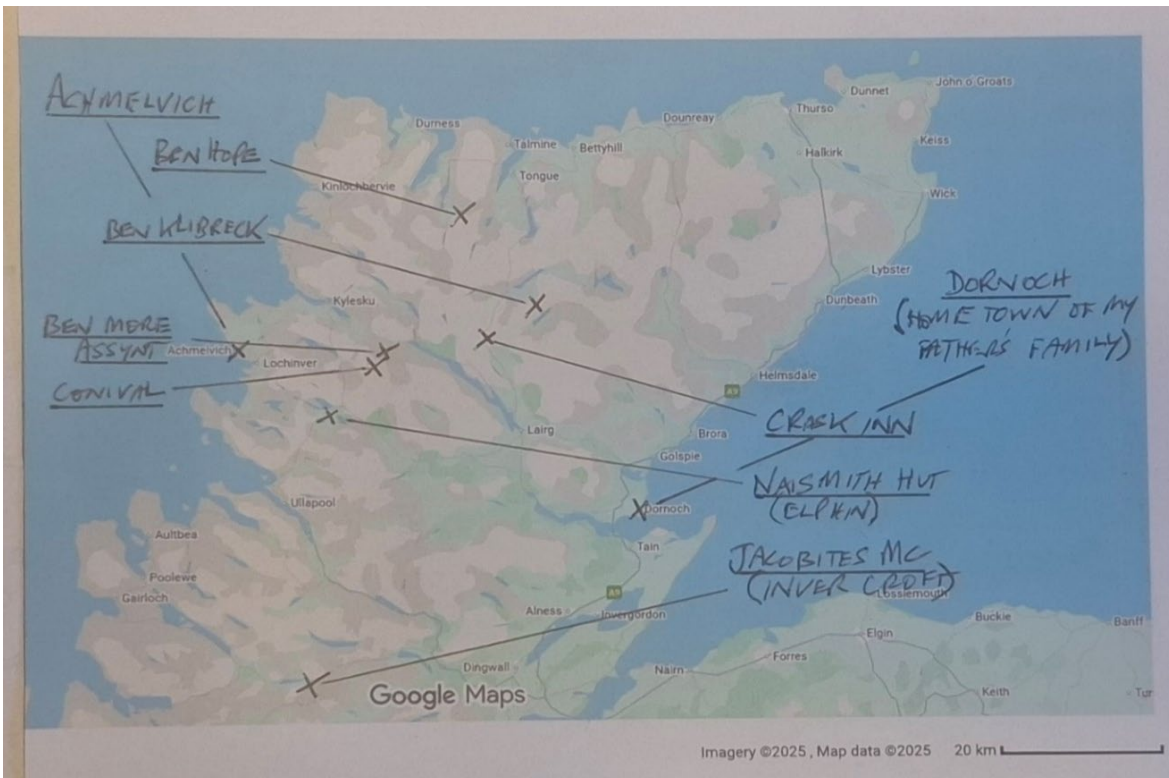 ACHMELVICH
BEN HOPE
BEN KLIBRECK
BEN MORE
ASSYNT
CONIVAL
DORNOCH
(HOME TOWN OF MY
FATHER'S FAMILY)
CRASK INN
NAISMITH HUT
(ELPHIN)
JACOBITES MC
(INVER CROFT)
Durness
Talmine
Bettyhill
Dounreay
Thurso
Dunnet
John o Groats
Keiss
Halkirk
Tongue
Kinlochbervie
Wick
Lybster
Dunbeath
Kylesku
Achmelvich
Lochinver
A9
Helmsdale
Lairg
Brora
Golspie
Dornoch
Ullapool
Tain
Aultbea
Poolewe
Gairloch
A9
Alness
Invergordon
Lossiemouth
Buckie
Banff
Elgin
Forres
Nairn
Dingwall
Keith
Tur
Google Maps
Imagery ©2025 , Map data ©2025 20 km